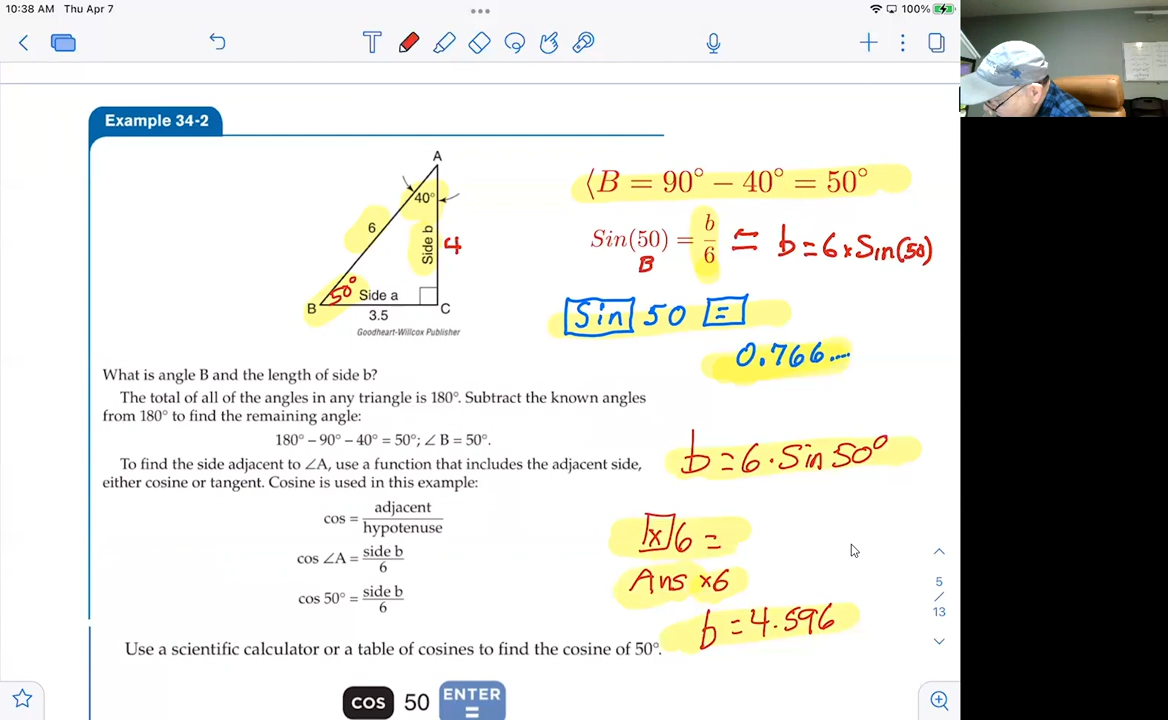 10:38 AM Thu Apr 7
100%
Example 34-2
A
40°
6
Side b
4
50°
B
Side a
C
3.5
Goodheart-Willcox Publisher
⟨B = 90° − 40° = 50°
Sin(50) = b/6 = b=6×Sin(50)
B
Sin 50 =
0.766....
b=6·Sin50°
x 6 =
Ans ×6
b=4.596
What is angle B and the length of side b?
The total of all of the angles in any triangle is 180°. Subtract the known angles
from 180° to find the remaining angle:
180° – 90° – 40° = 50°; ∠ B = 50°.
To find the side adjacent to ∠A, use a function that includes the adjacent side,
either cosine or tangent. Cosine is used in this example:
cos = adjacent/hypotenuse
cos ∠A = side b/6
cos 50° = side b/6
Use a scientific calculator or a table of cosines to find the cosine of 50°.
COS 50 ENTER =
5
/
13